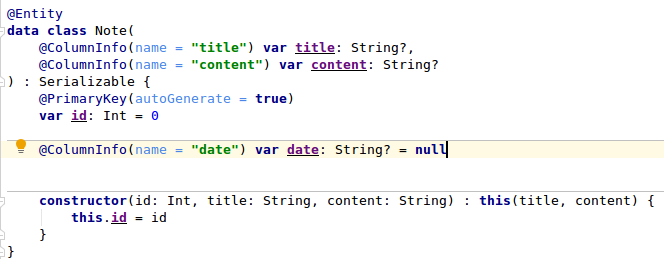 @Entity
data class Note(
    @ColumnInfo(name = "title") var title: String?,
    @ColumnInfo(name = "content") var content: String?
) : Serializable {
    @PrimaryKey(autoGenerate = true)
    var id: Int = 0
    @ColumnInfo(name = "date") var date: String? = null
    constructor(id: Int, title: String, content: String) : this(title, content) {
        this.id = id
    }
}